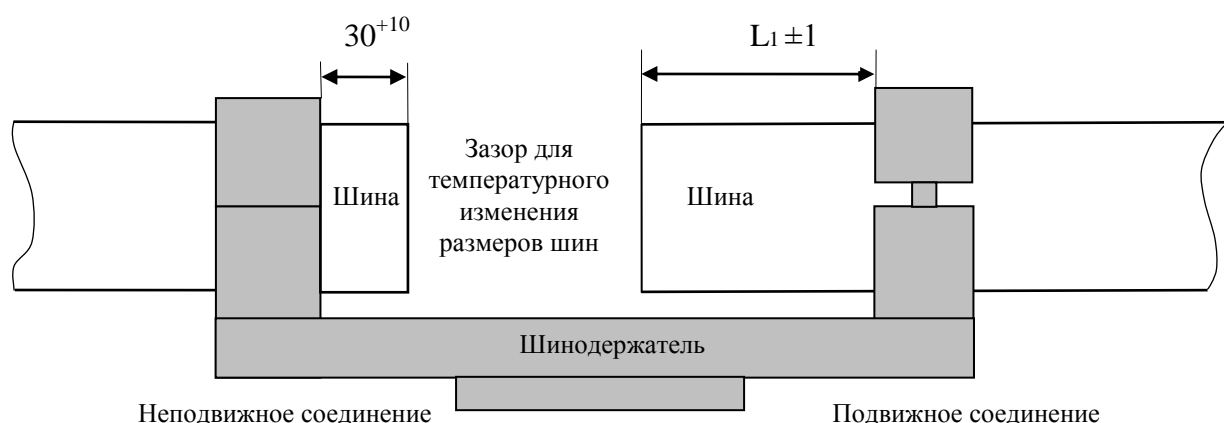 30+10
L1 ±1
Зазор для
температурного
изменения
размеров шин
Шина
Шина
Шинодержатель
Неподвижное соединение
Подвижное соединение